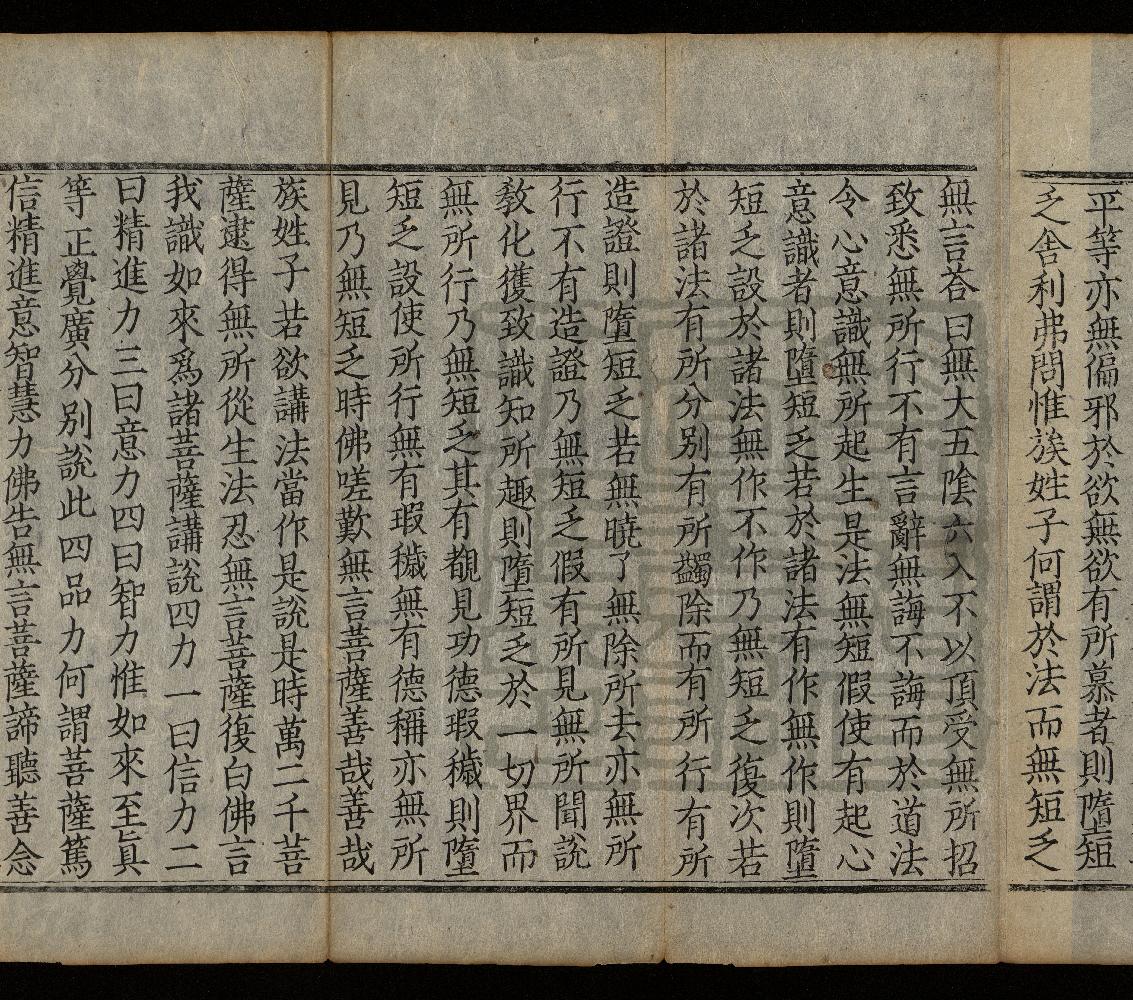 平等亦無偏邪於欲無欲有所慕者則墮短
乏舍利弗問惟族姓子何謂於法而無短乏
無言荅曰無大五陰六入不以頂受無所招
致悉無所行不有言辭無誨不誨而於道法
令心意識無所起生是法無短假使有起心
意識者則墮短乏若於諸法有作無作則墮
短乏設於諸法無作不作乃無短乏復次若
於諸法有所分別有所蠲除而有所行有所
造證則墮短乏若無曉了無除所去亦無所
行不有造證乃無短乏假有所見無所聞說
教化獲致識知所趣則墮短乏於一切界而
無所行乃無短乏其有覩見功德瑕穢則墮
短乏設使所行無有瑕穢無有德稱亦無所
見乃無短乏時佛嗟歎無言菩薩善哉善哉
族姓子若欲講法當作是說是時萬二千菩
薩逮得無所從生法忍無言菩薩復白佛言
我識如來爲諸菩薩講說四力一曰信力二
曰精進力三曰意力四曰智力惟如來至眞
等正覺廣分別說此四品力何謂菩薩篤
信精進意智慧力佛告無言菩薩諦聽善念